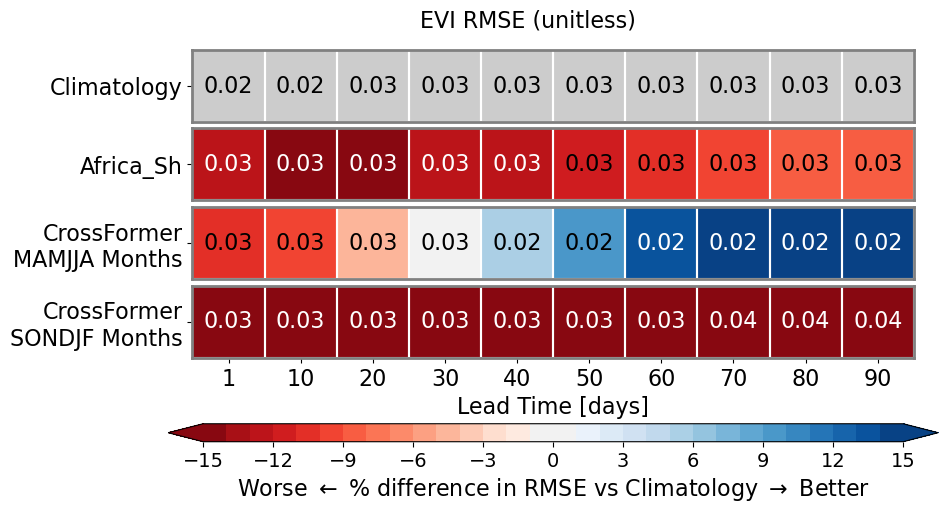 EVI RMSE (unitless)
Climatology 0.02 0.02 0.03 0.03 0.03 0.03 0.03 0.03 0.03 0.03
Africa_Sh 0.03 0.03 0.03 0.03 0.03 0.03 0.03 0.03 0.03 0.03
CrossFormer
MAMJJA Months 0.03 0.03 0.03 0.03 0.02 0.02 0.02 0.02 0.02 0.02
CrossFormer
SONDJF Months 0.03 0.03 0.03 0.03 0.03 0.03 0.03 0.04 0.04 0.04
1 10 20 30 40 50 60 70 80 90
Lead Time [days]
−15 −12 −9 −6 −3 0 3 6 9 12 15
Worse ← % difference in RMSE vs Climatology → Better